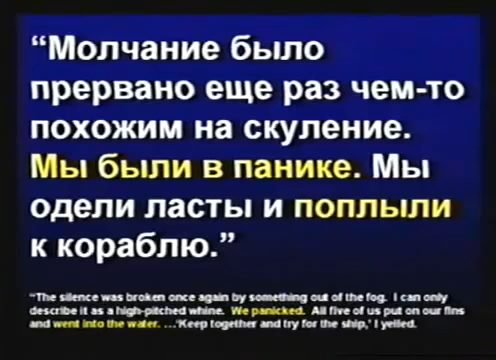 “Молчание было
прервано еще раз чем-то
похожим на скуление.
Мы были в панике. Мы
одели ласты и поплыли
к кораблю.”
“The silence was broken once again by something out of the fog. I can only
describe it as a high-pitched whine. We panicked. All five of us put on our fins
and went into the water. …‘Keep together and try for the ship,’ I yelled.